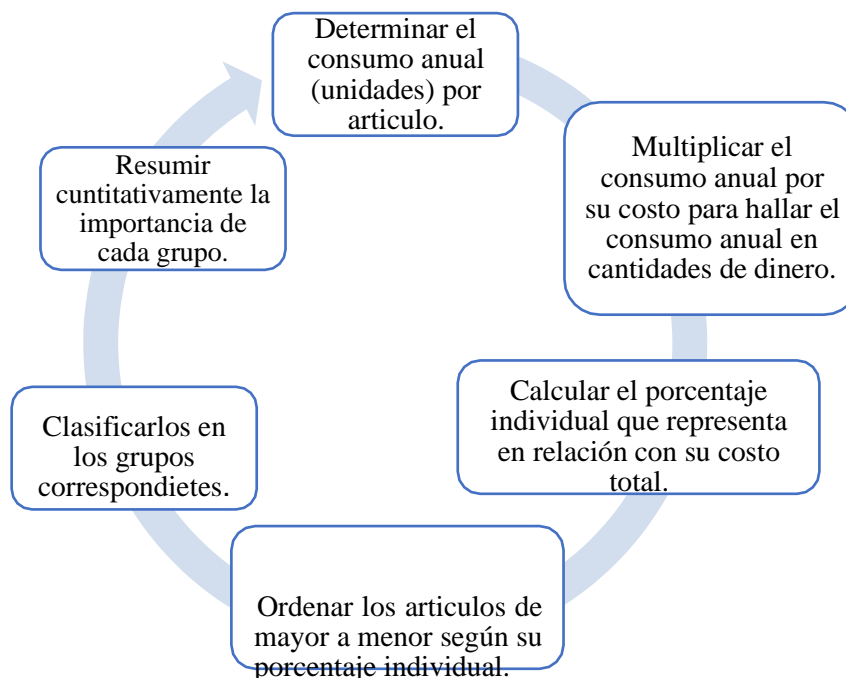 Determinar el
consumo anual
(unidades) por
articulo.
Multiplicar el
consumo anual por
su costo para hallar el
consumo anual en
cantidades de dinero.
Calcular el porcentaje
individual que representa
en relación con su costo
total.
Ordenar los articulos de
mayor a menor según su
porcentaje individual.
Clasificarlos en
los grupos
correspondietes.
Resumir
cuntitativamente la
importancia de
cada grupo.